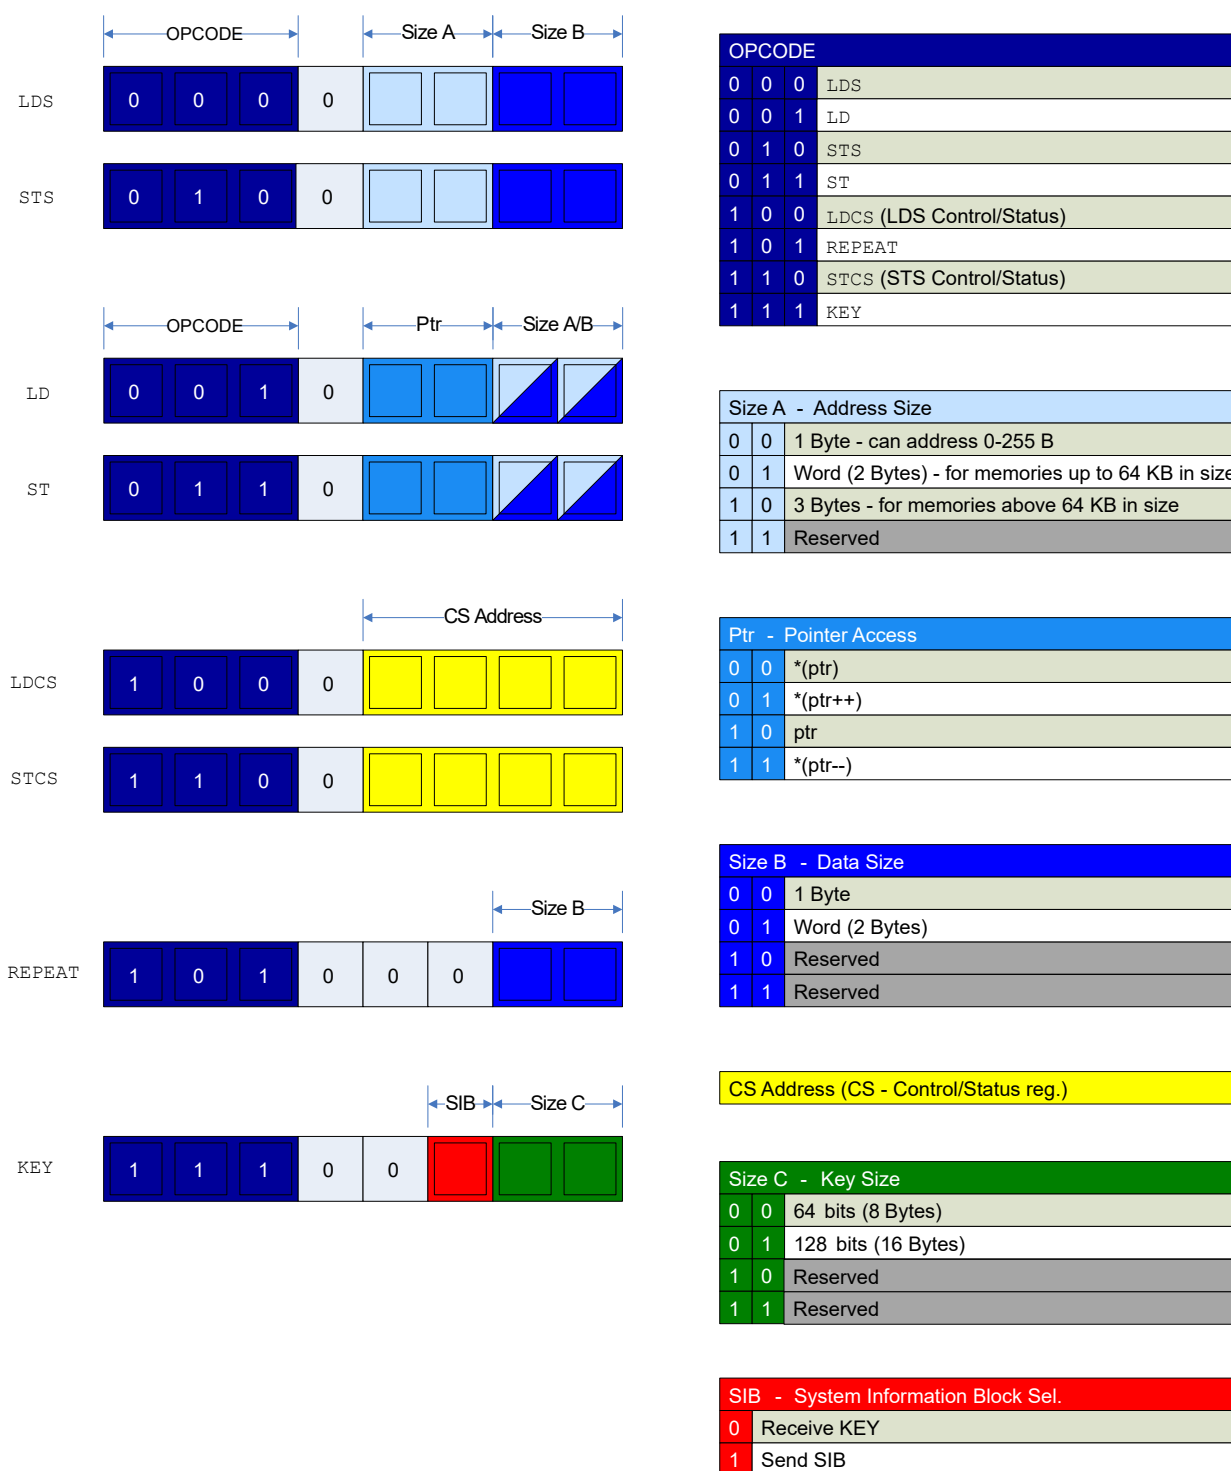 OPCODE Size A Size B
LDS 0 0 0 0
STS 0 1 0 0
OPCODE Ptr Size A/B
LD 0 0 1 0
ST 0 1 1 0
CS Address
LDCS 1 0 0 0
STCS 1 1 0 0
Size B
REPEAT 1 0 1 0 0 0
SIB Size C
KEY 1 1 1 0 0
OPCODE
0 0 0 LDS
0 0 1 LD
0 1 0 STS
0 1 1 ST
1 0 0 LDCS (LDS Control/Status)
1 0 1 REPEAT
1 1 0 STCS (STS Control/Status)
1 1 1 KEY
Size A - Address Size
0 0 1 Byte - can address 0-255 B
0 1 Word (2 Bytes) - for memories up to 64 KB in size
1 0 3 Bytes - for memories above 64 KB in size
1 1 Reserved
Ptr - Pointer Access
0 0 *(ptr)
0 1 *(ptr++)
1 0 ptr
1 1 *(ptr--)
Size B - Data Size
0 0 1 Byte
0 1 Word (2 Bytes)
1 0 Reserved
1 1 Reserved
CS Address (CS - Control/Status reg.)
Size C - Key Size
0 0 64 bits (8 Bytes)
0 1 128 bits (16 Bytes)
1 0 Reserved
1 1 Reserved
SIB - System Information Block Sel.
0 Receive KEY
1 Send SIB